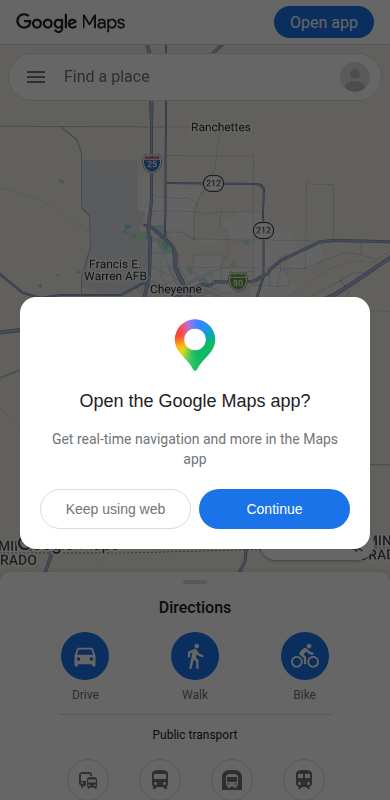 Google Maps
Open app
Find a place
Ranchettes
25
212
212
Francis E.
Warren AFB
80
Cheyenne
Open the Google Maps app?
Get real-time navigation and more in the Maps
app
Keep using web
Continue
RADO
Directions
Drive
Walk
Bike
Public transport